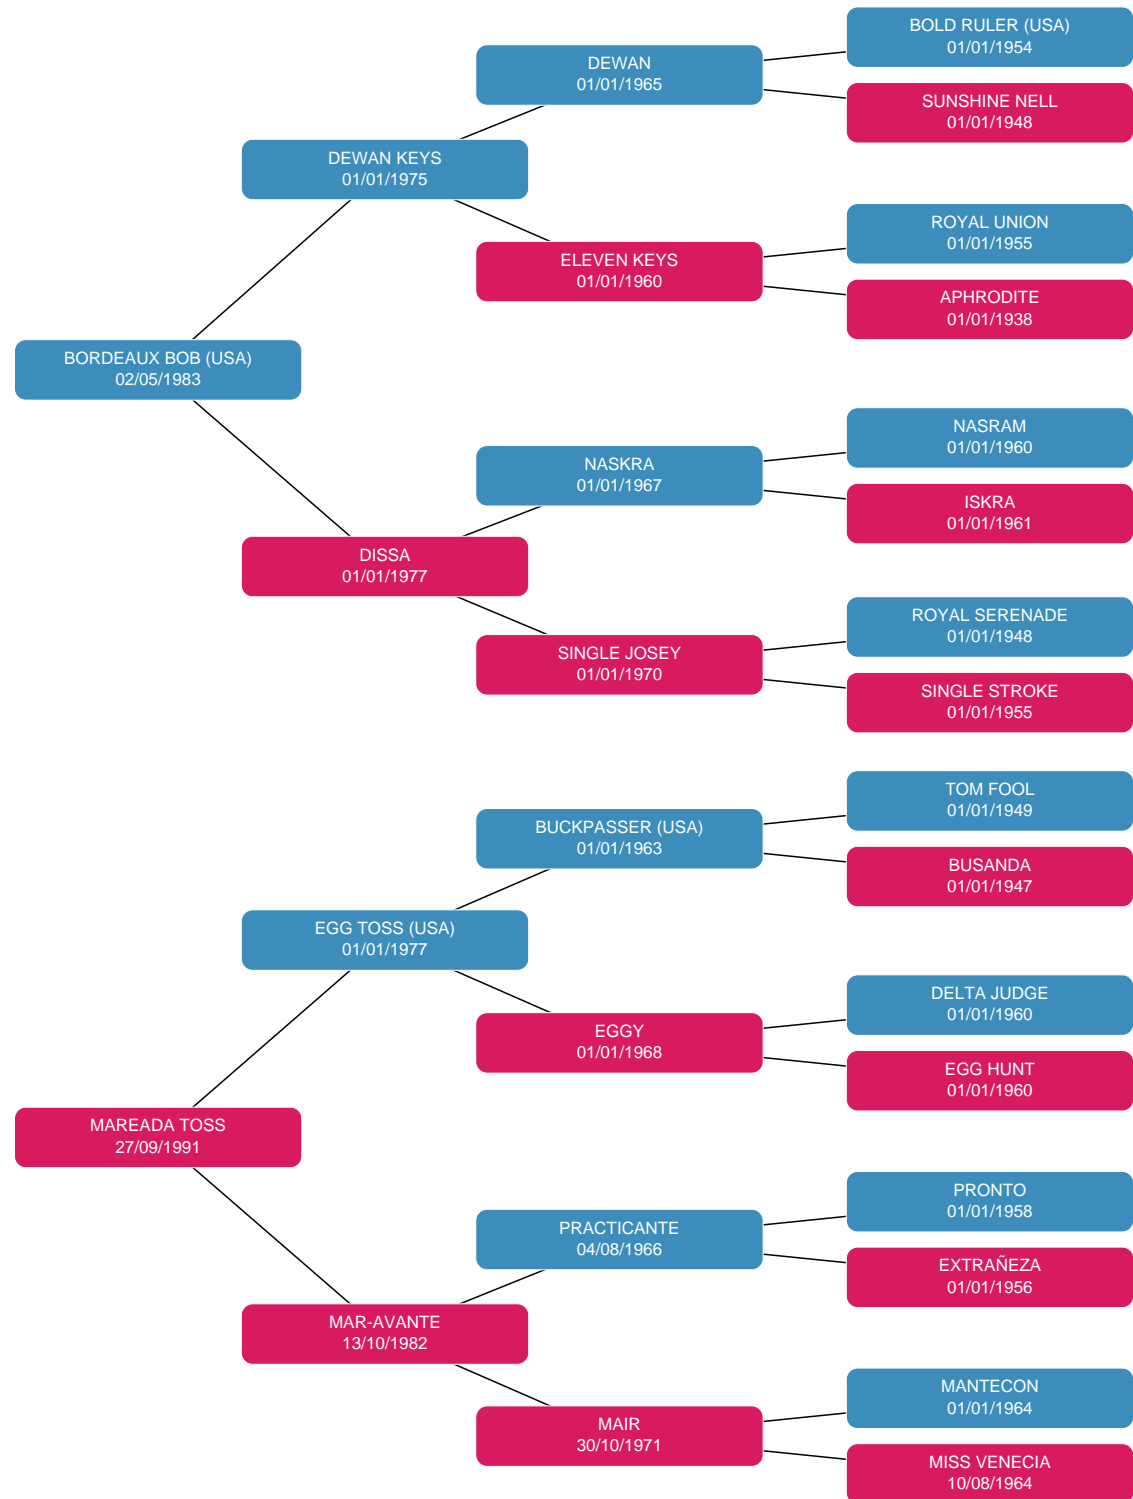 BOLD RULER (USA)
01/01/1954
DEWAN
01/01/1965
SUNSHINE NELL
01/01/1948
DEWAN KEYS
01/01/1975
ROYAL UNION
01/01/1955
ELEVEN KEYS
01/01/1960
APHRODITE
01/01/1938
BORDEAUX BOB (USA)
02/05/1983
NASRAM
01/01/1960
NASKRA
01/01/1967
ISKRA
01/01/1961
DISSA
01/01/1977
ROYAL SERENADE
01/01/1948
SINGLE JOSEY
01/01/1970
SINGLE STROKE
01/01/1955
TOM FOOL
01/01/1949
BUCKPASSER (USA)
01/01/1963
BUSANDA
01/01/1947
EGG TOSS (USA)
01/01/1977
DELTA JUDGE
01/01/1960
EGGY
01/01/1968
EGG HUNT
01/01/1960
MAREADA TOSS
27/09/1991
PRONTO
01/01/1958
PRACTICANTE
04/08/1966
EXTRAÑEZA
01/01/1956
MAR-AVANTE
13/10/1982
MANTECON
01/01/1964
MAIR
30/10/1971
MISS VENECIA
10/08/1964